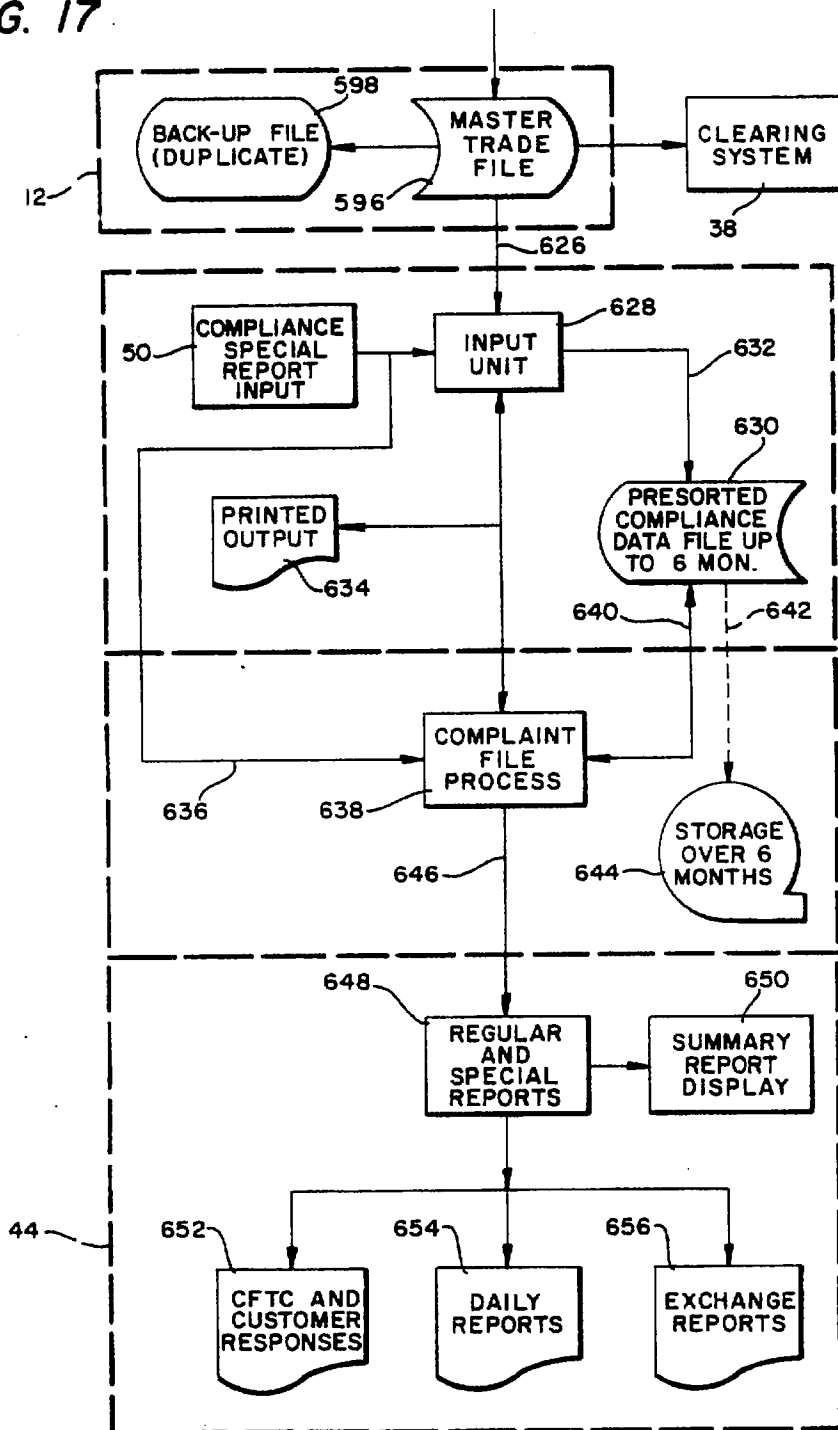 G. 17
598
BACK-UP FILE
(DUPLICATE)
MASTER
TRADE
FILE
596
CLEARING
SYSTEM
38
12
626
COMPLIANCE
SPECIAL
REPORT
INPUT
50
INPUT
UNIT
628
632
630
PRESORTED
COMPLIANCE
DATA FILE UP
TO 6 MON.
PRINTED
OUTPUT
634
640
642
COMPLAINT
FILE
PROCESS
638
636
STORAGE
OVER 6
MONTHS
644
646
648
REGULAR
AND
SPECIAL
REPORTS
650
SUMMARY
REPORT
DISPLAY
44
652
CFTC AND
CUSTOMER
RESPONSES
654
DAILY
REPORTS
656
EXCHANGE
REPORTS